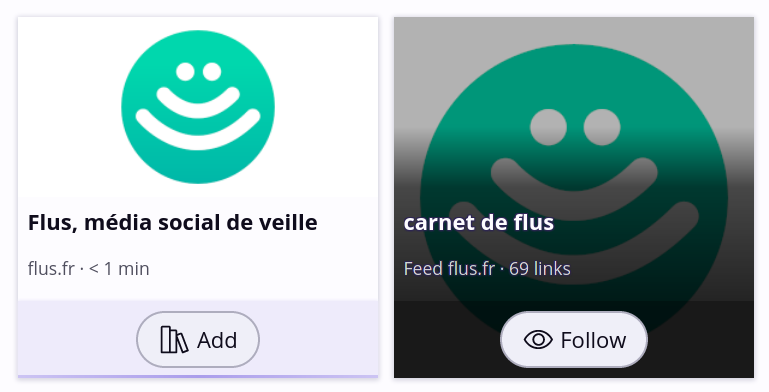 Flus, média social de veille
flus.fr · < 1 min
Add
carnet de flus
Feed flus.fr · 69 links
Follow